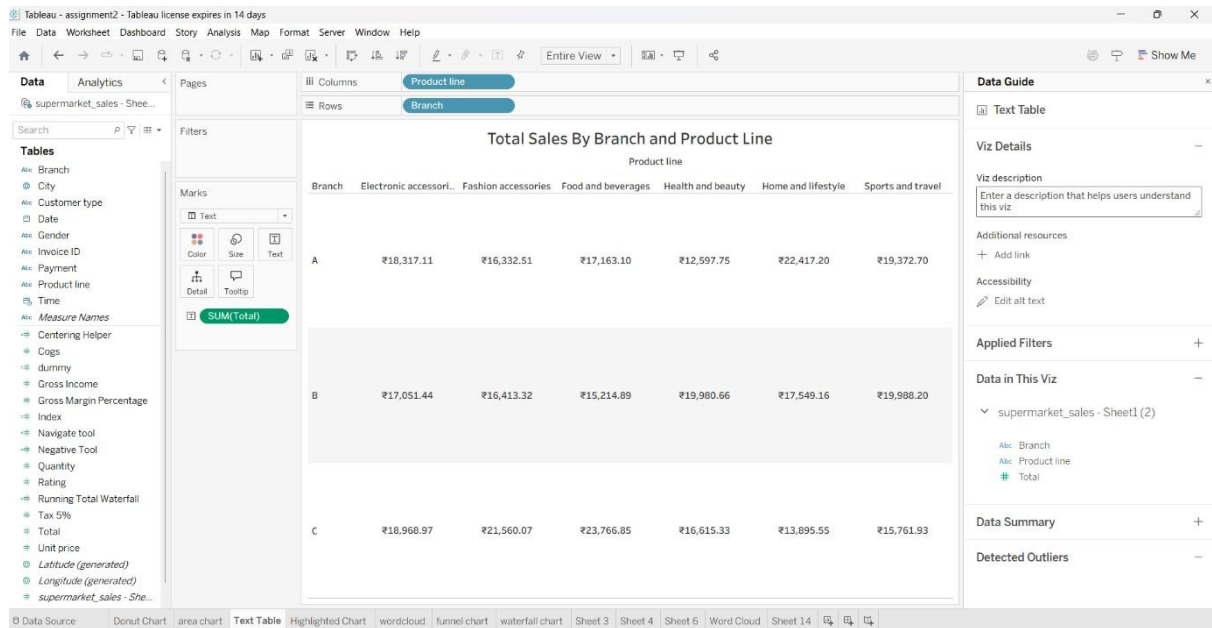 Tableau - assignment2 - Tableau license expires in 14 days
File Data Worksheet Dashboard Story Analysis Map Format Server Window Help
Entire View
Show Me
Data Analytics
supermarket_sales - Shee...
Search
Tables
Abc Branch
City
Abc Customer type
Date
Abc Gender
Abc Invoice ID
Abc Payment
Abc Product line
Time
Abc Measure Names
Centering Helper
Cogs
dummy
Gross Income
Gross Margin Percentage
Index
Navigate tool
Negative Tool
Quantity
Rating
Running Total Waterfall
Tax 5%
Total
Unit price
Latitude (generated)
Longitude (generated)
supermarket_sales - She...
Pages
Filters
Marks
Text
Color Size Text
Detail Tooltip
SUM(Total)
Columns Product line
Rows Branch
Total Sales By Branch and Product Line
Product line
Branch Electronic accessori.. Fashion accessories Food and beverages Health and beauty Home and lifestyle Sports and travel
A ₹18,317.11 ₹16,332.51 ₹17,163.10 ₹12,597.75 ₹22,417.20 ₹19,372.70
B ₹17,051.44 ₹16,413.32 ₹15,214.89 ₹19,980.66 ₹17,549.16 ₹19,988.20
C ₹18,968.97 ₹21,560.07 ₹23,766.85 ₹16,615.33 ₹13,895.55 ₹15,761.93
Data Guide
Text Table
Viz Details
Viz description
Enter a description that helps users understand
this viz
Additional resources
+ Add link
Accessibility
Edit alt text
Applied Filters
Data in This Viz
supermarket_sales - Sheet1 (2)
Abc Branch
Abc Product line
# Total
Data Summary
Detected Outliers
Data Source Donut Chart area chart Text Table Highlighted Chart wordcloud funnel chart waterfall chart Sheet 3 Sheet 4 Sheet 6 Word Cloud Sheet 14